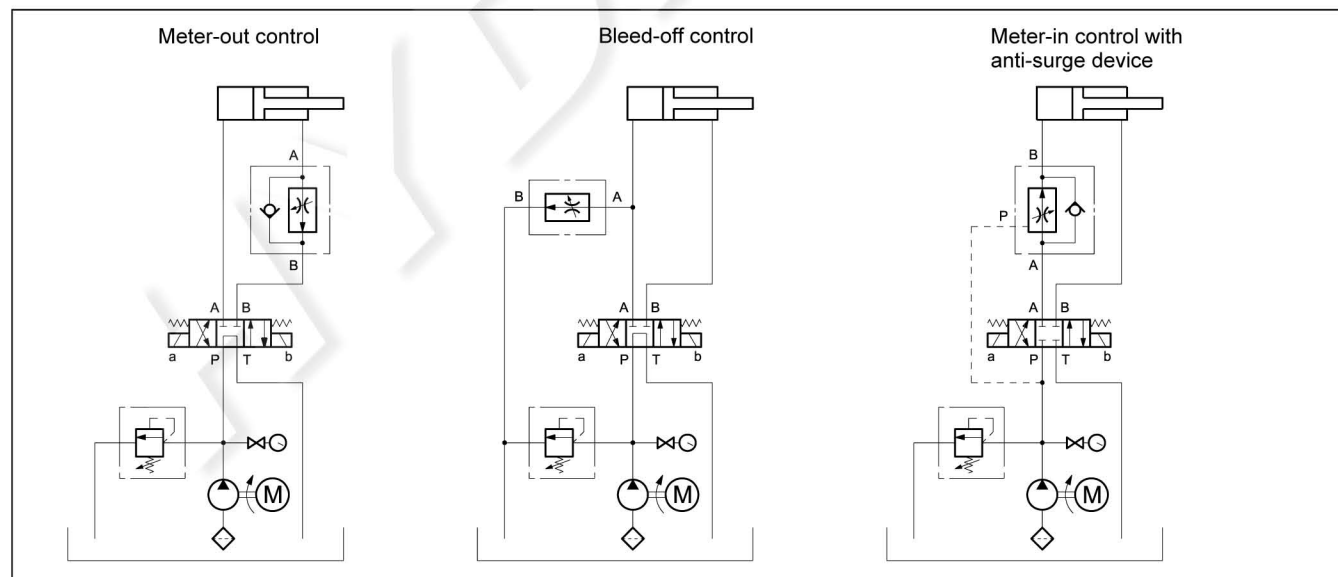 Meter-out control
A
B
A B
a P T b
M
Bleed-off control
B A
A B
a P T b
M
Meter-in control with
anti-surge device
B
P
A
A B
a P T b
M